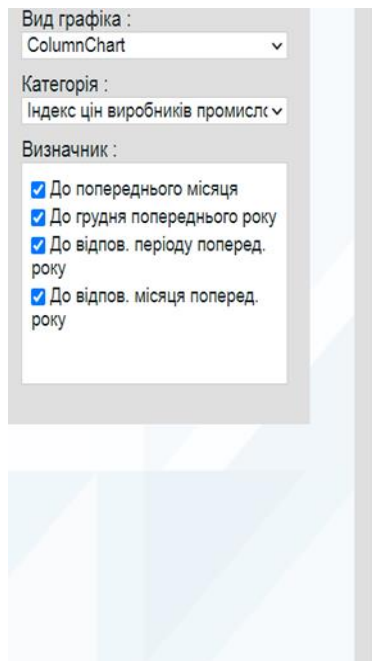 Вид графіка :
ColumnChart
Категорія :
Індекс цін виробників промисло
Визначник :
До попереднього місяця
До грудня попереднього року
До відпов. періоду поперед.
року
До відпов. місяця поперед.
року